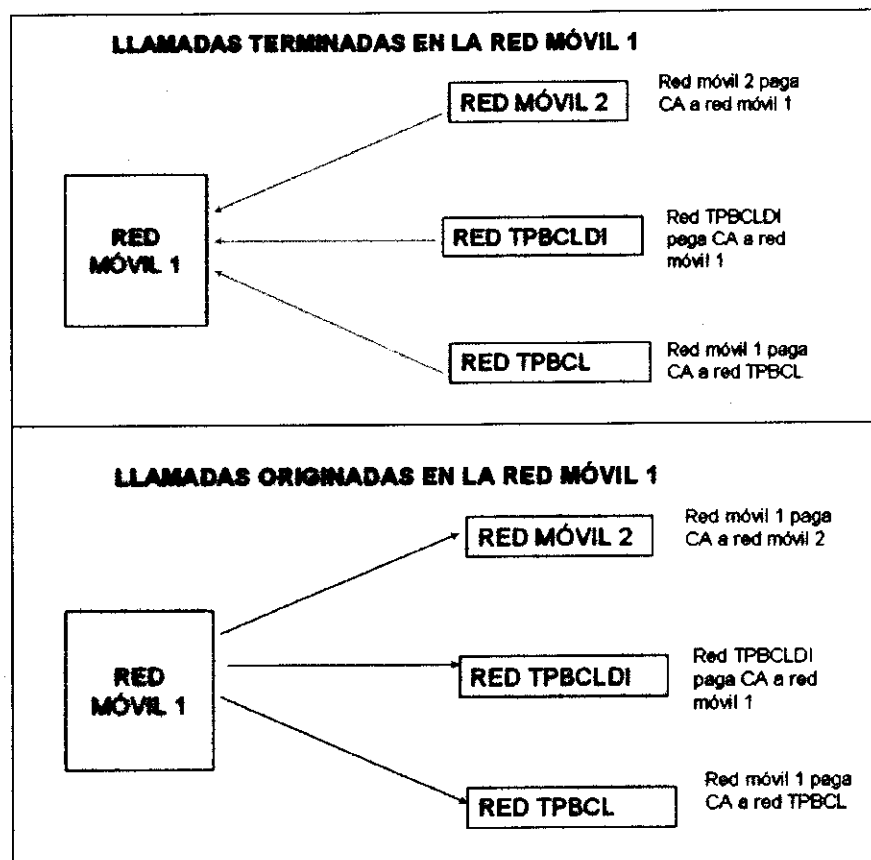 LLAMADAS TERMINADAS EN LA RED MÓVIL 1
RED MÓVIL 2
Red móvil 2 paga
CA a red móvil 1
RED
MÓVIL 1
RED TPBCLDI
Red TPBCLDI
paga CA a red
móvil 1
RED TPBCL
Red móvil 1 paga
CA a red TPBCL
LLAMADAS ORIGINADAS EN LA RED MÓVIL 1
RED MÓVIL 2
Red móvil 1 paga
CA a red móvil 2
RED
MÓVIL 1
RED TPBCLDI
Red TPBCLDI
paga CA a red
móvil 1
RED TPBCL
Red móvil 1 paga
CA a red TPBCL